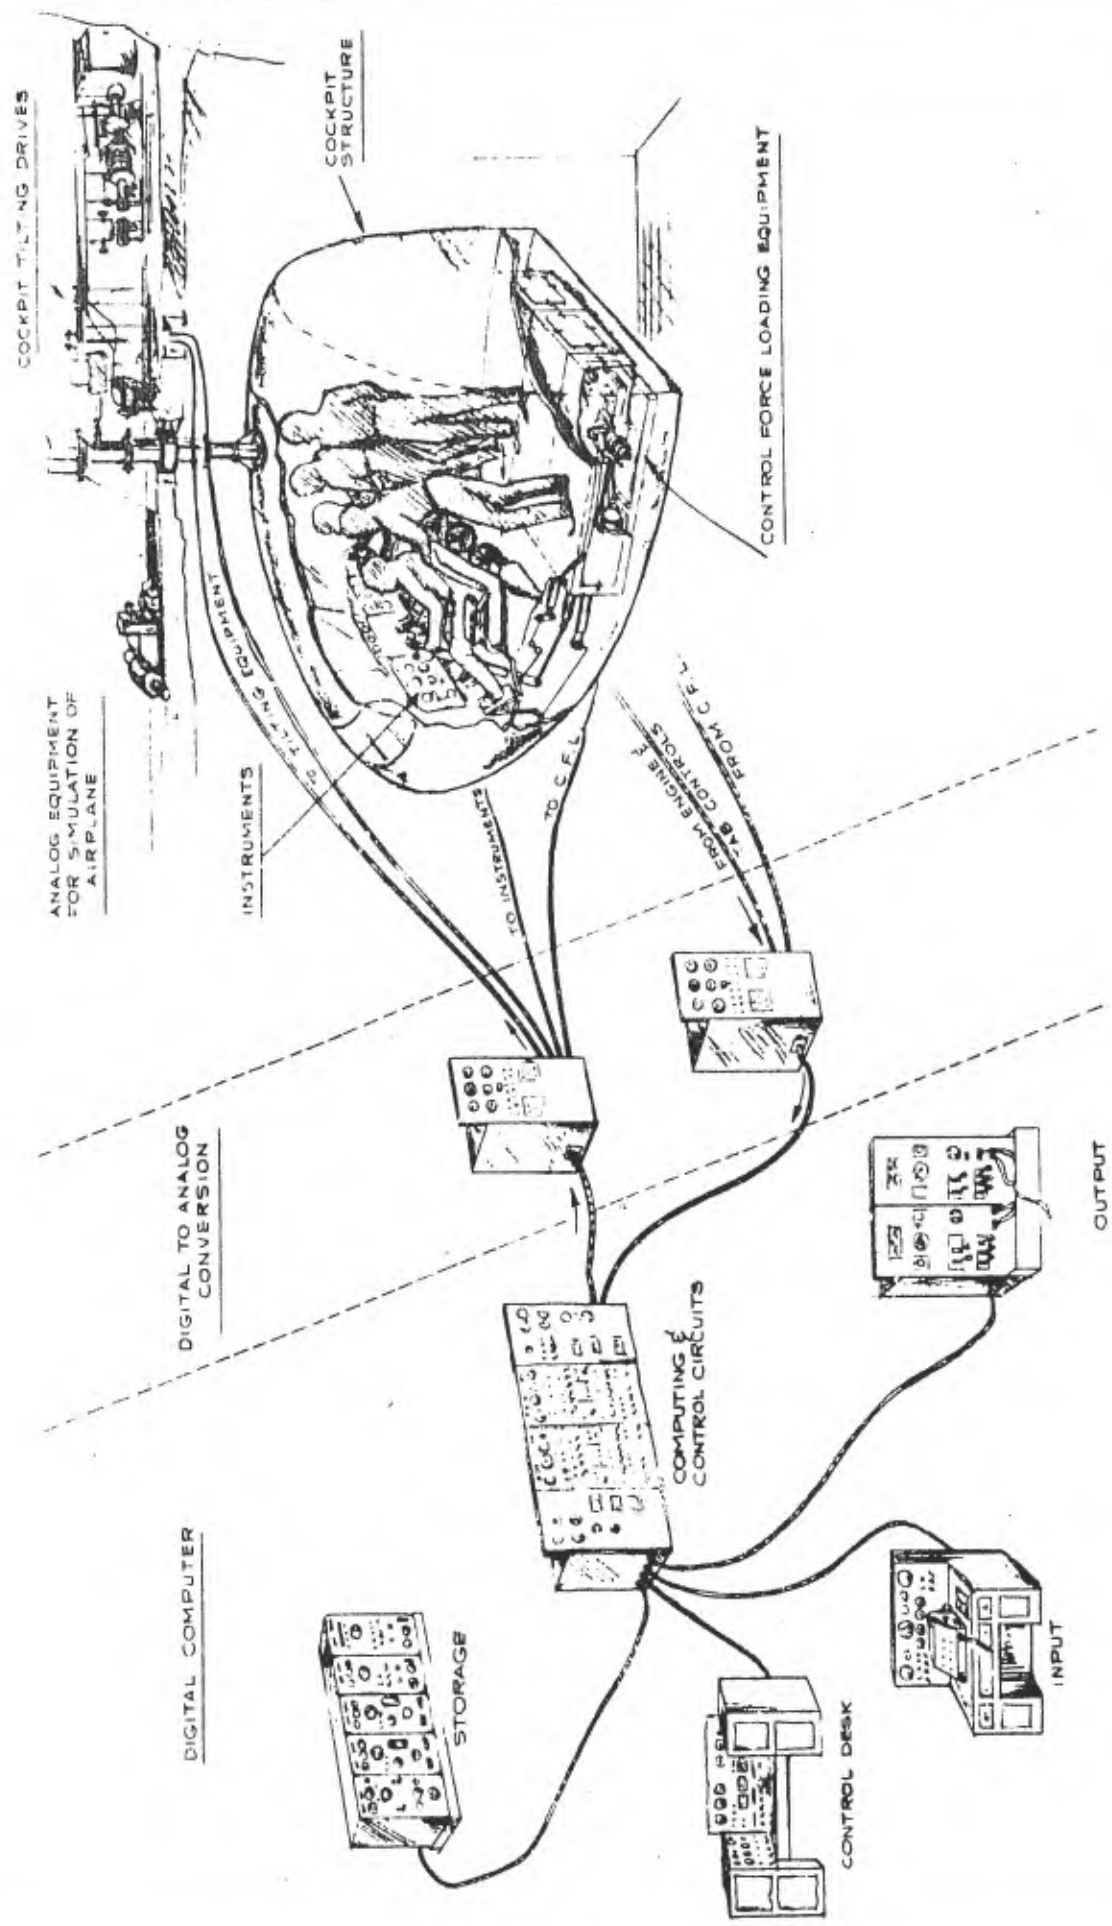 DIGITAL COMPUTER
STORAGE
CONTROL DESK
INPUT
OUTPUT
COMPUTING &
CONTROL CIRCUITS
DIGITAL TO ANALOG
CONVERSION
ANALOG EQUIPMENT
FOR SIMULATION OF
AIRPLANE
INSTRUMENTS
TO TILTING EQUIPMENT
TO INSTRUMENTS
TO C.F.L.
FROM ENGINE &
TAB CONTROLS
FROM C.F.L.
COCKPIT TILTING DRIVES
COCKPIT
STRUCTURE
CONTROL FORCE LOADING EQUIPMENT